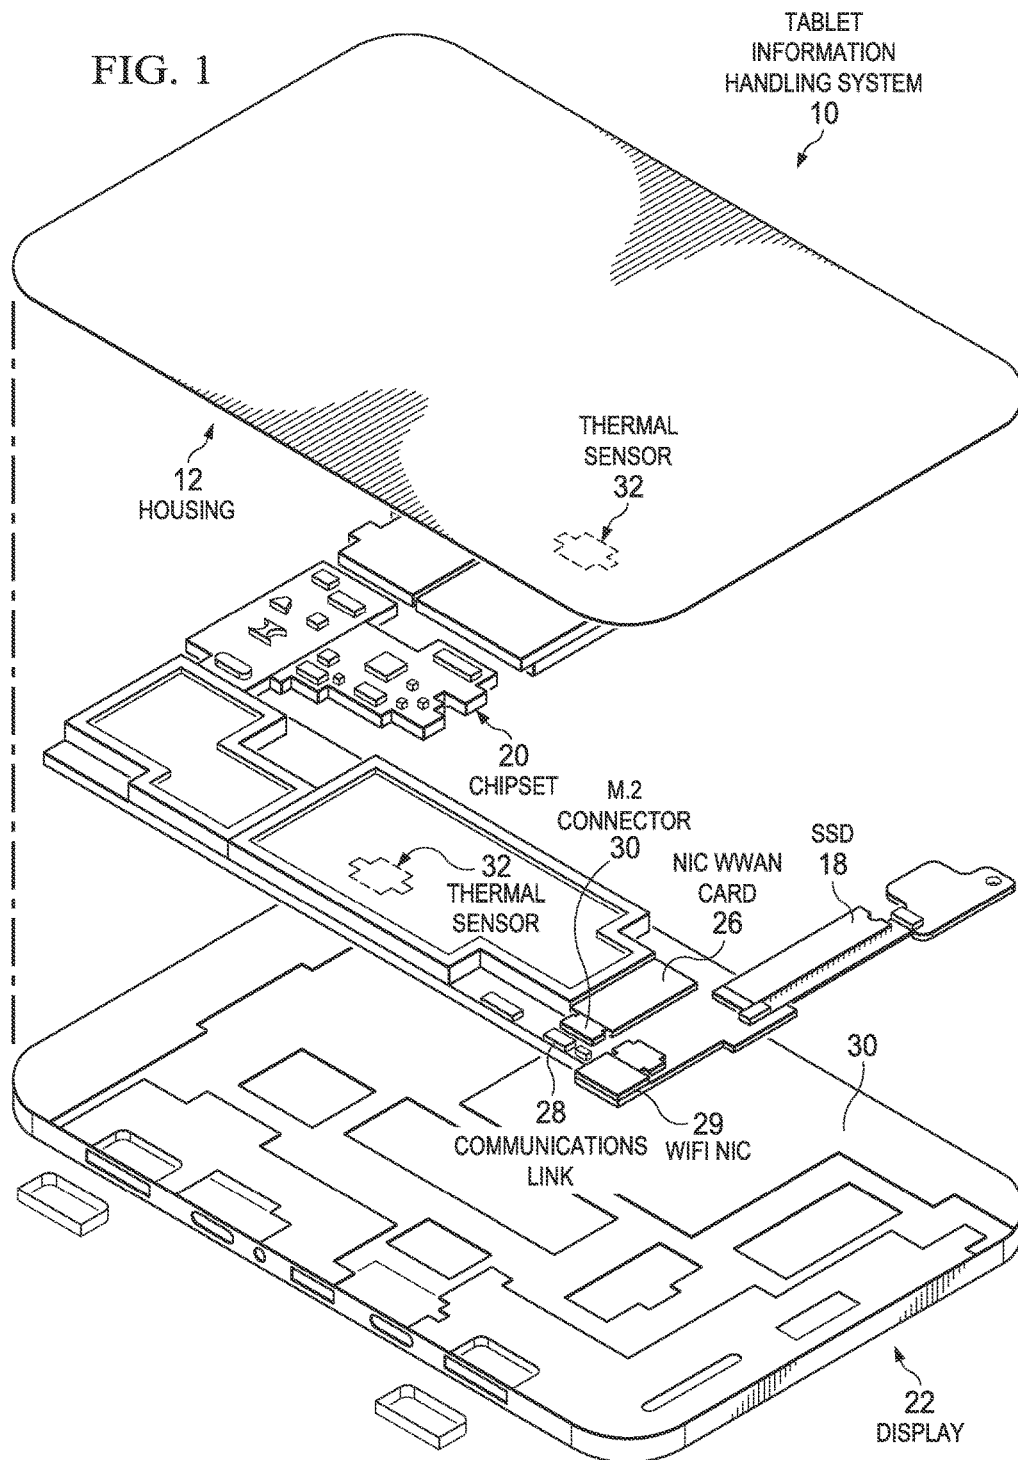 FIG. 1
TABLET
INFORMATION
HANDLING SYSTEM
10
12
HOUSING
THERMAL
SENSOR
32
20
CHIPSET
M.2
CONNECTOR
30
SSD
18
NIC WWAN
CARD
26
32
THERMAL
SENSOR
30
28
COMMUNICATIONS
LINK
29
WIFI NIC
22
DISPLAY